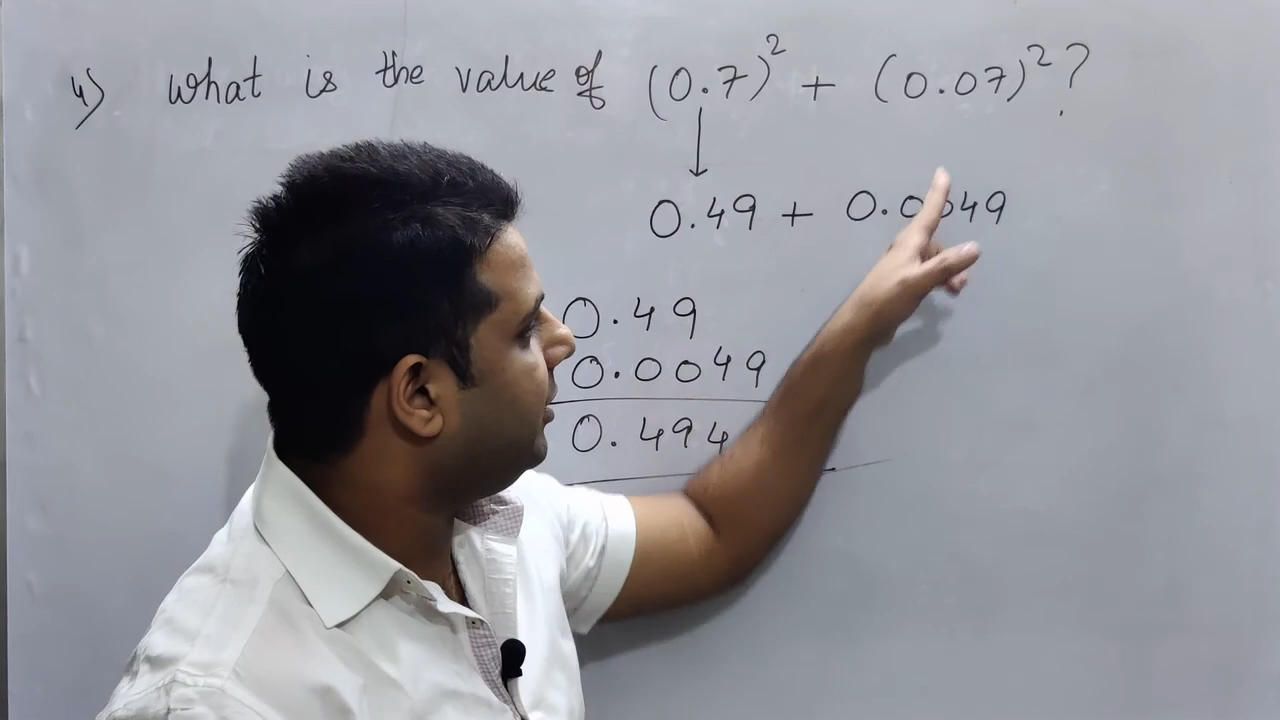 4) What is the value of (0.7)² + (0.07)²?
0.49 + 0.0049
0.49
0.0049
0.494